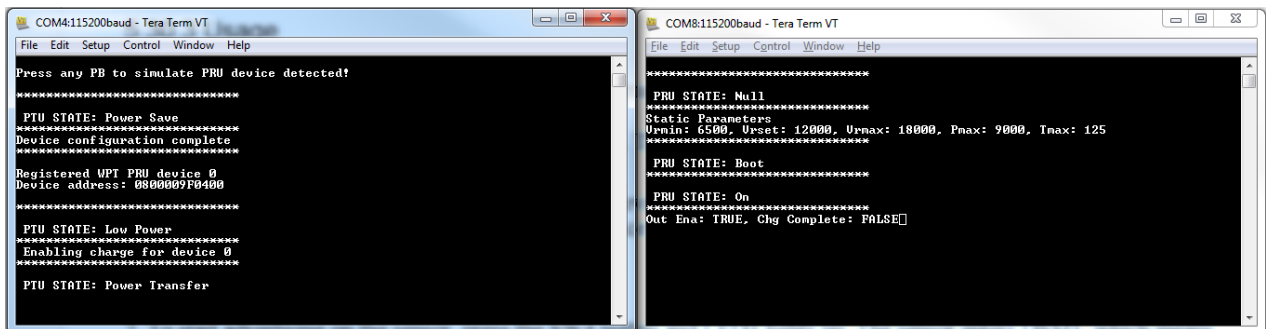 COM4:115200baud - Tera Term VT
File Edit Setup Control Window Help
Press any PB to simulate PRU device detected!
******************************
PTU STATE: Power Save
******************************
Device configuration complete
******************************
Registered WPT PRU device 0
Device address: 0800009F0400
******************************
PTU STATE: Low Power
******************************
Enabling charge for device 0
******************************
PTU STATE: Power Transfer
COM8:115200baud - Tera Term VT
File Edit Setup Control Window Help
******************************
PRU STATE: Null
******************************
Static Parameters
Vrmin: 6500, Vrset: 12000, Vrmax: 18000, Pmax: 9000, Tmax: 125
******************************
PRU STATE: Boot
******************************
PRU STATE: On
******************************
Out Ena: TRUE, Chg Complete: FALSE